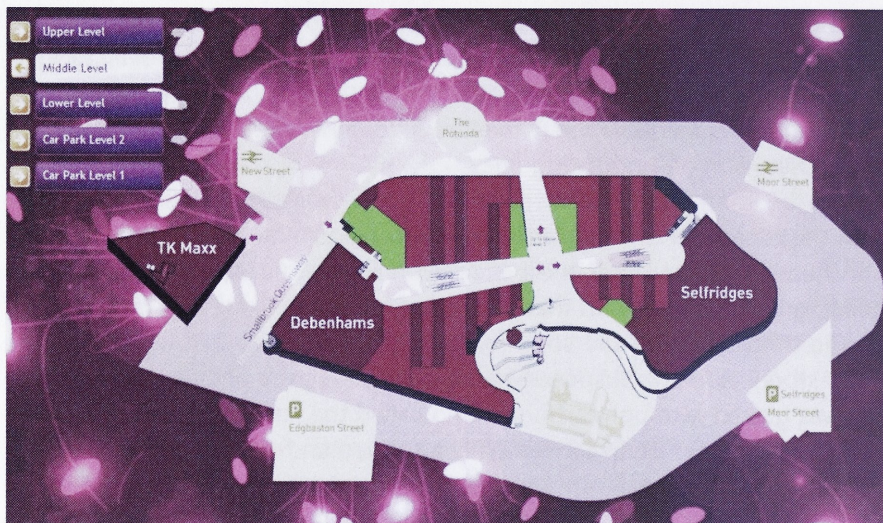 Upper Level
Middle Level
Lower Level
Car Park Level 2
Car Park Level 1
The
Rotunda
New Street
Moor Street
TK Maxx
Smallbrook Queensway
Debenhams
Selfridges
P
Edgbaston Street
P Selfridges
Moor Street